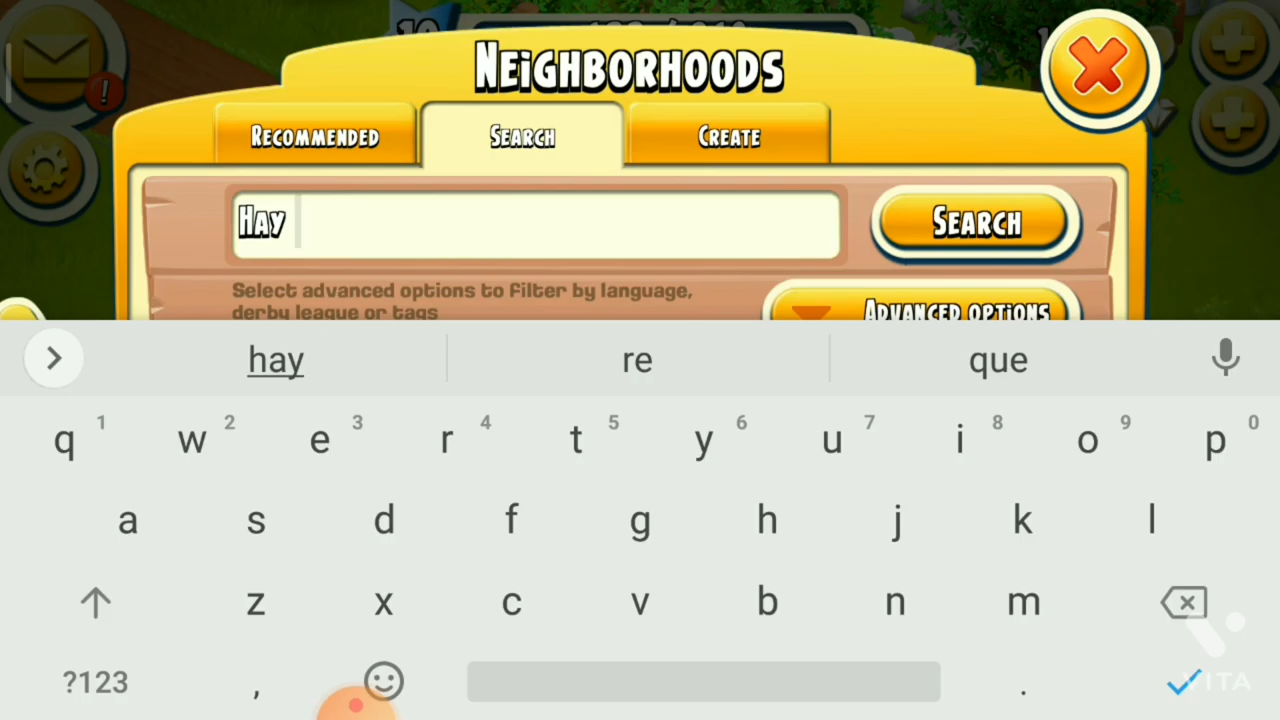 NEIGHBORHOODS
RECOMMENDED
SEARCH
CREATE
HAY
SEARCH
Select advanced options to filter by language,
derby league or tags
ADVANCED OPTIONS
hay re que
q 1 w 2 e 3 r 4 t 5 y 6 u 7 i 8 o 9 p 0
a s d f g h j k l
z x c v b n m
?123 , .
VITA